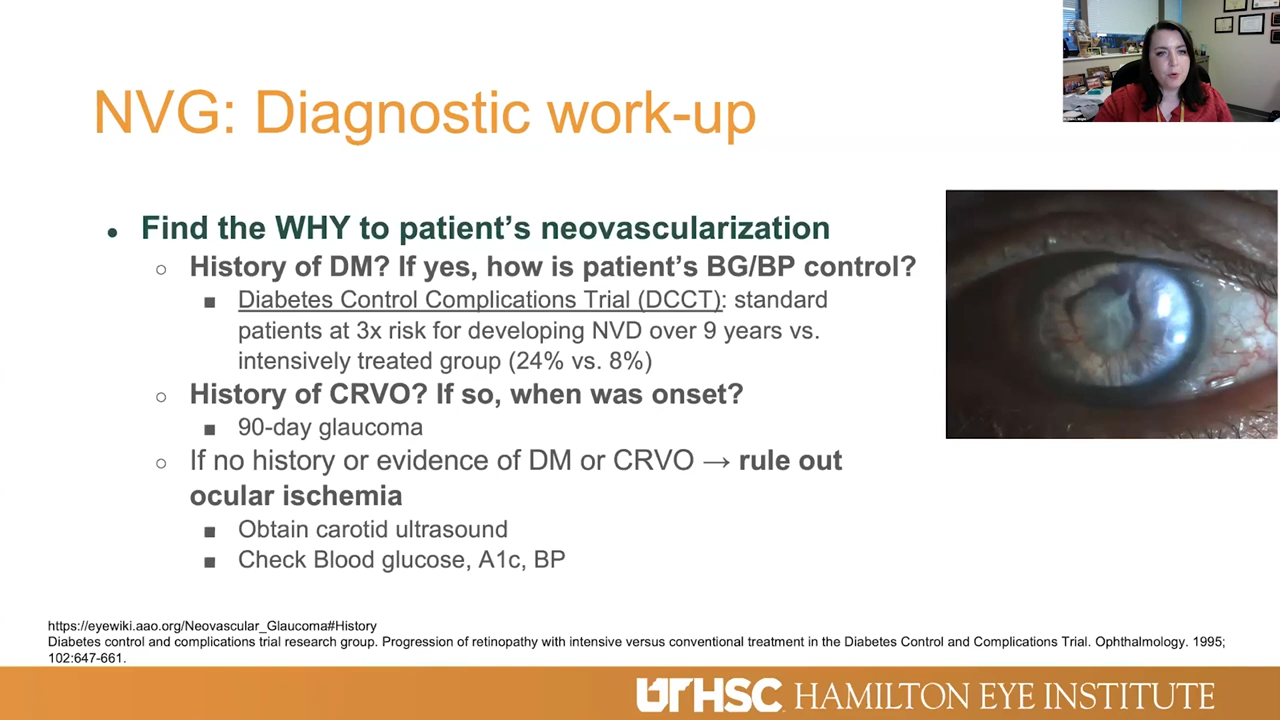 NVG: Diagnostic work-up
● Find the WHY to patient's neovascularization
○ History of DM? If yes, how is patient's BG/BP control?
■ Diabetes Control Complications Trial (DCCT): standard
patients at 3x risk for developing NVD over 9 years vs.
intensively treated group (24% vs. 8%)
○ History of CRVO? If so, when was onset?
■ 90-day glaucoma
○ If no history or evidence of DM or CRVO → rule out
ocular ischemia
■ Obtain carotid ultrasound
■ Check Blood glucose, A1c, BP
https://eyewiki.aao.org/Neovascular_Glaucoma#History
Diabetes control and complications trial research group. Progression of retinopathy with intensive versus conventional treatment in the Diabetes Control and Complications Trial. Ophthalmology. 1995;
102:647-661.
UTHSC HAMILTON EYE INSTITUTE